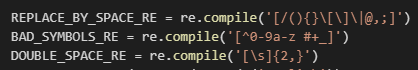 REPLACE_BY_SPACE_RE = re.compile('[/(){}\[\]\|@,;]')
BAD_SYMBOLS_RE = re.compile('[^0-9a-z #+_]')
DOUBLE_SPACE_RE = re.compile('[\s]{2,}')